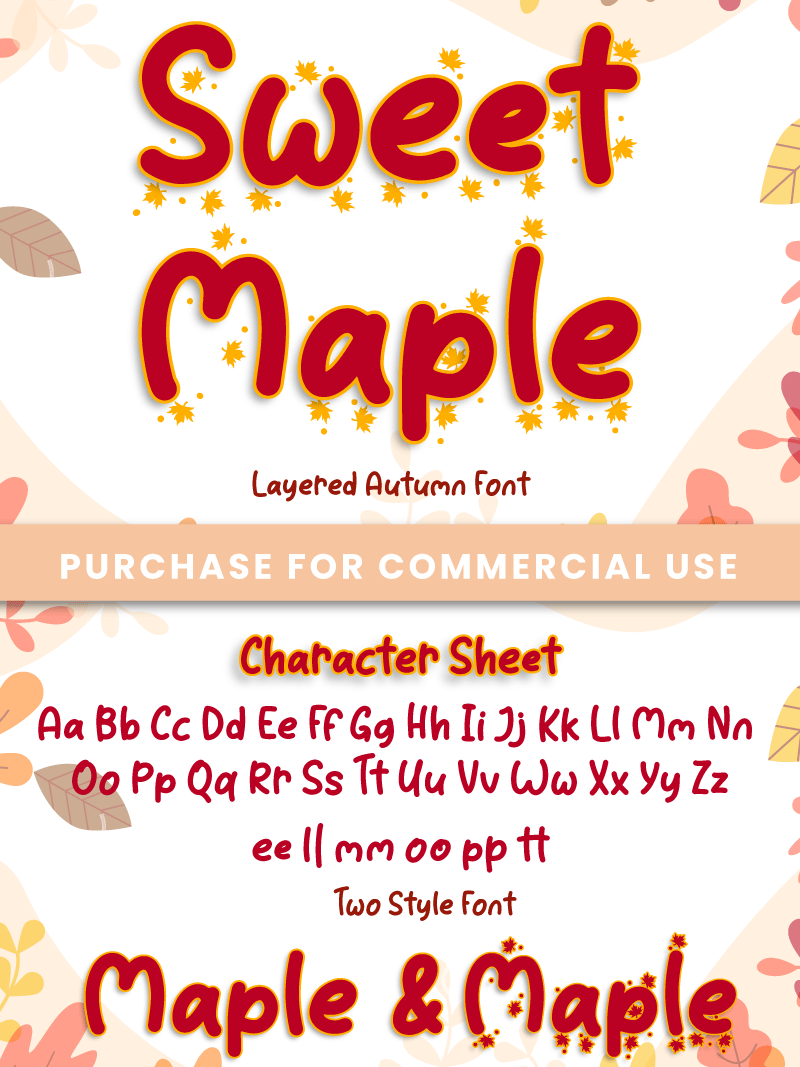 Sweet
Maple
Layered Autumn Font
PURCHASE FOR COMMERCIAL USE
Character Sheet
Aa Bb Cc Dd Ee Ff Gg Hh Ii Jj Kk Ll Mm Nn
Oo Pp Qq Rr Ss Tt Uu Vv Ww Xx Yy Zz
ee ll mm oo pp tt
Two Style Font
Maple & Maple